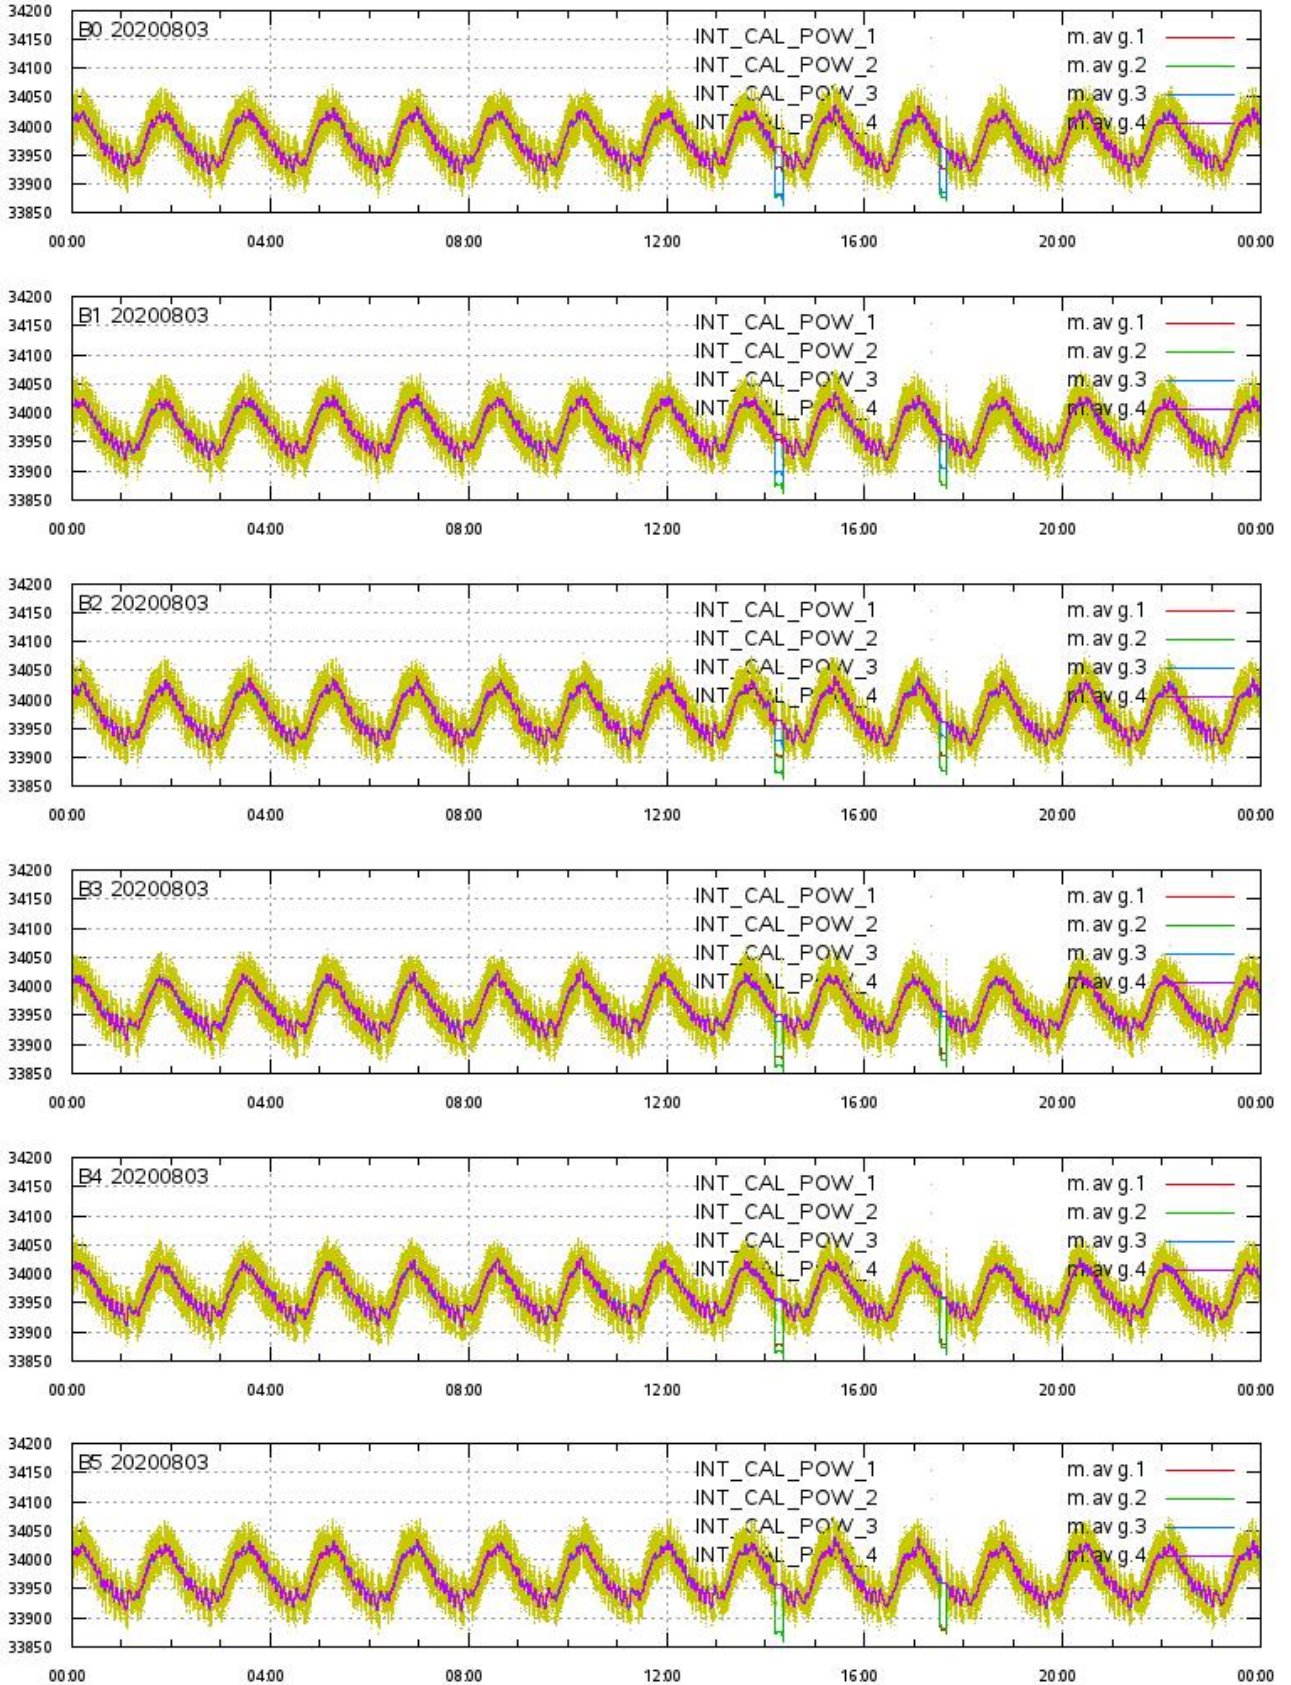 34200
B0 20200803 INT_CAL_POW_1 m.avg.1
34150
INT_CAL_POW_2 m.avg.2
34100
INT_CAL_POW_3 m.avg.3
34050
INT_CAL_POW_4 m.avg.4
34000
33950
33900
33850
00:00 04:00 08:00 12:00 16:00 20:00 00:00
34200
B1 20200803 INT_CAL_POW_1 m.avg.1
34150
INT_CAL_POW_2 m.avg.2
34100
INT_CAL_POW_3 m.avg.3
34050
INT_CAL_POW_4 m.avg.4
34000
33950
33900
33850
00:00 04:00 08:00 12:00 16:00 20:00 00:00
34200
B2 20200803 INT_CAL_POW_1 m.avg.1
34150
INT_CAL_POW_2 m.avg.2
34100
INT_CAL_POW_3 m.avg.3
34050
INT_CAL_POW_4 m.avg.4
34000
33950
33900
33850
00:00 04:00 08:00 12:00 16:00 20:00 00:00
34200
B3 20200803 INT_CAL_POW_1 m.avg.1
34150
INT_CAL_POW_2 m.avg.2
34100
INT_CAL_POW_3 m.avg.3
34050
INT_CAL_POW_4 m.avg.4
34000
33950
33900
33850
00:00 04:00 08:00 12:00 16:00 20:00 00:00
34200
B4 20200803 INT_CAL_POW_1 m.avg.1
34150
INT_CAL_POW_2 m.avg.2
34100
INT_CAL_POW_3 m.avg.3
34050
INT_CAL_POW_4 m.avg.4
34000
33950
33900
33850
00:00 04:00 08:00 12:00 16:00 20:00 00:00
34200
B5 20200803 INT_CAL_POW_1 m.avg.1
34150
INT_CAL_POW_2 m.avg.2
34100
INT_CAL_POW_3 m.avg.3
34050
INT_CAL_POW_4 m.avg.4
34000
33950
33900
33850
00:00 04:00 08:00 12:00 16:00 20:00 00:00